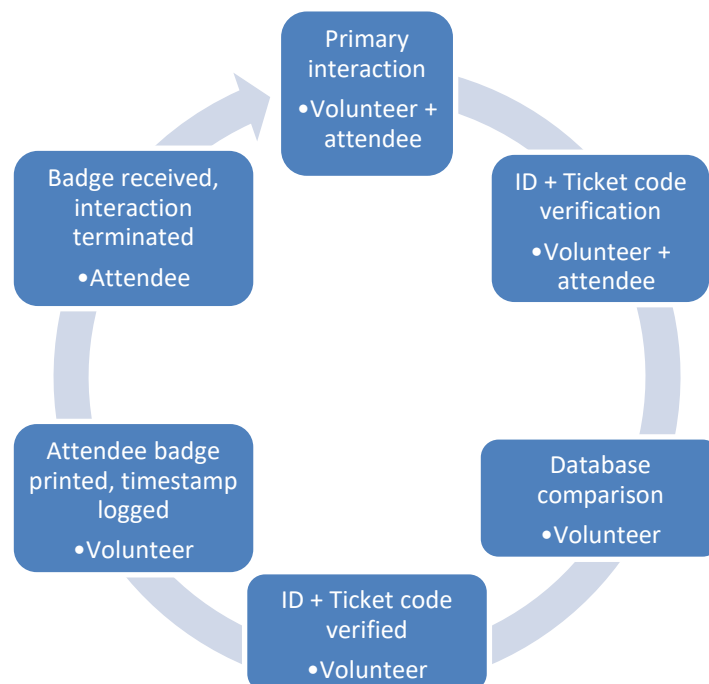 Primary
interaction
•Volunteer +
attendee
ID + Ticket code
verification
•Volunteer +
attendee
Database
comparison
•Volunteer
ID + Ticket code
verified
•Volunteer
Attendee badge
printed, timestamp
logged
•Volunteer
Badge received,
interaction
terminated
•Attendee